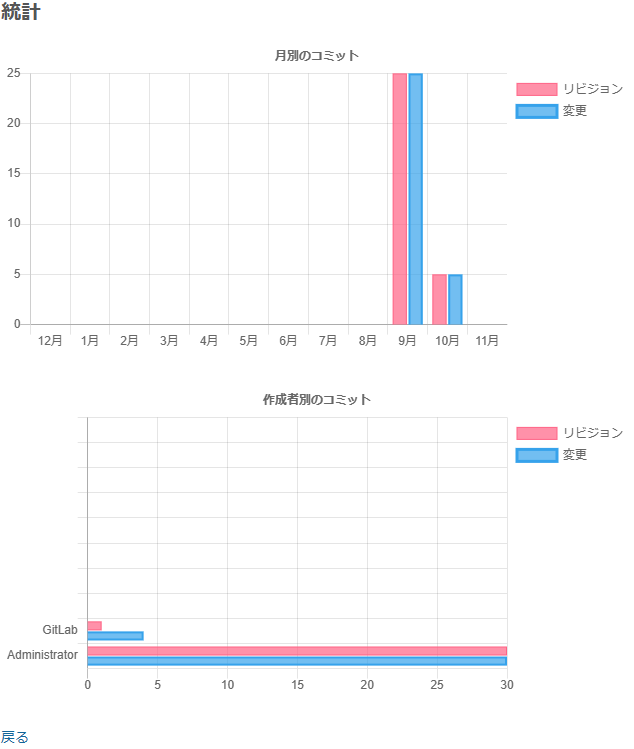 統計
月別のコミット
25
20
15
10
5
0
12月 1月 2月 3月 4月 5月 6月 7月 8月 9月 10月 11月
リビジョン
変更
作成者別のコミット
リビジョン
変更
GitLab
Administrator
0 5 10 15 20 25 30
戻る